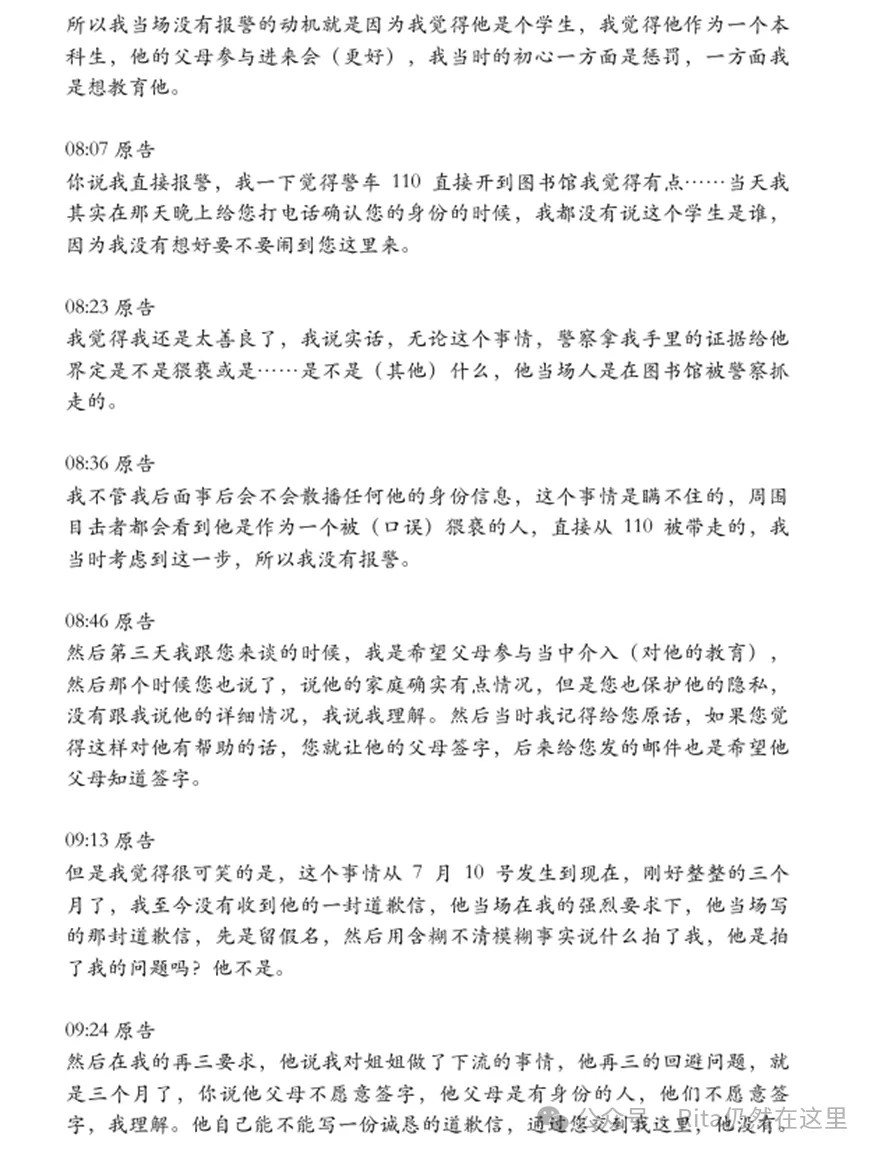 所以我当场没有报警的动机就是因为我觉得他是个学生，我觉得他作为一个本
科生，他的父母参与进来会（更好），我当时的初心一方面是惩罚，一方面我
是想教育他。
08:07 原告
你说我直接报警，我一下觉得警车 110 直接开到图书馆我觉得有点……当天我
其实在那天晚上给您打电话确认您的身份的时候，我都没有说这个学生是谁，
因为我没有想好要不要闹到您这里来。
08:23 原告
我觉得我还是太善良了，我说实话，无论这个事情，警察拿我手里的证据给他
界定是不是猥亵或是……是不是（其他）什么，他当场人是在图书馆被警察抓
走的。
08:36 原告
我不管我后面事后会不会散播任何他的身份信息，这个事情是瞒不住的，周围
目击者都会看到他是作为一个被（口误）猥亵的人，直接从 110 被带走的，我
当时考虑到这一步，所以我没有报警。
08:46 原告
然后第三天我跟您来谈的时候，我是希望父母参与当中介入（对他的教育），
然后那个时候您也说了，说他的家庭确实有点情况，但是您也保护他的隐私，
没有跟我说他的详细情况，我说我理解。然后当时我记得给您原话，如果您觉
得这样对他有帮助的话，您就让他的父母签字，后来给您发的邮件也是希望他
父母知道签字。
09:13 原告
但是我觉得很可笑的是，这个事情从 7 月 10 号发生到现在，刚好整整的三个
月了，我至今没有收到他的一封道歉信，他当场在我的强烈要求下，他当场写
的那封道歉信，先是留假名，然后用含糊不清模糊事实说什么拍了我，他是拍
了我的问题吗？他不是。
09:24 原告
然后在我的再三要求，他说我对姐姐做了下流的事情，他再三的回避问题，就
是三个月了，你说他父母不愿意签字，他父母是有身份的人，他们不愿意签
字，我理解。他自己能不能写一份诚恳的道歉信，通过您交到我这里，他没有。
公众号 · Rita仍然在这里